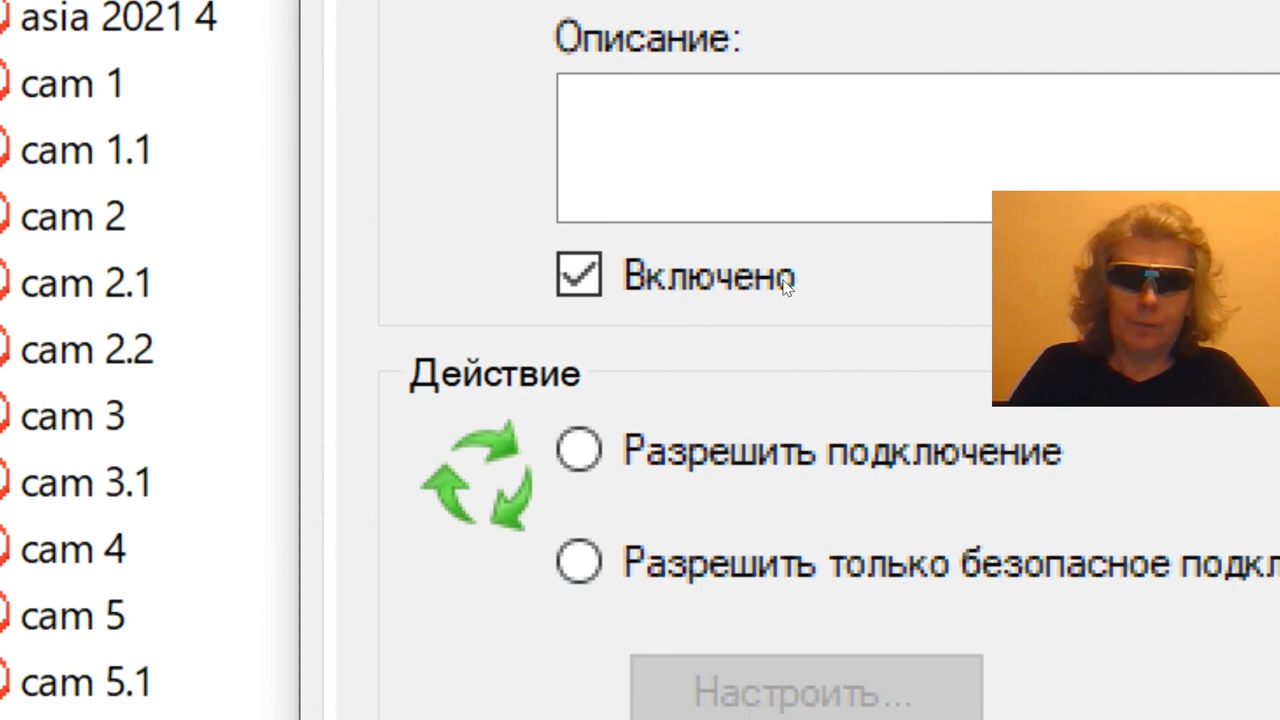 asia 2021 4
cam 1
cam 1.1
cam 2
cam 2.1
cam 2.2
cam 3
cam 3.1
cam 4
cam 5
cam 5.1
Описание:
Включено
Действие
Разрешить подключение
Разрешить только безопасное
Настроить...